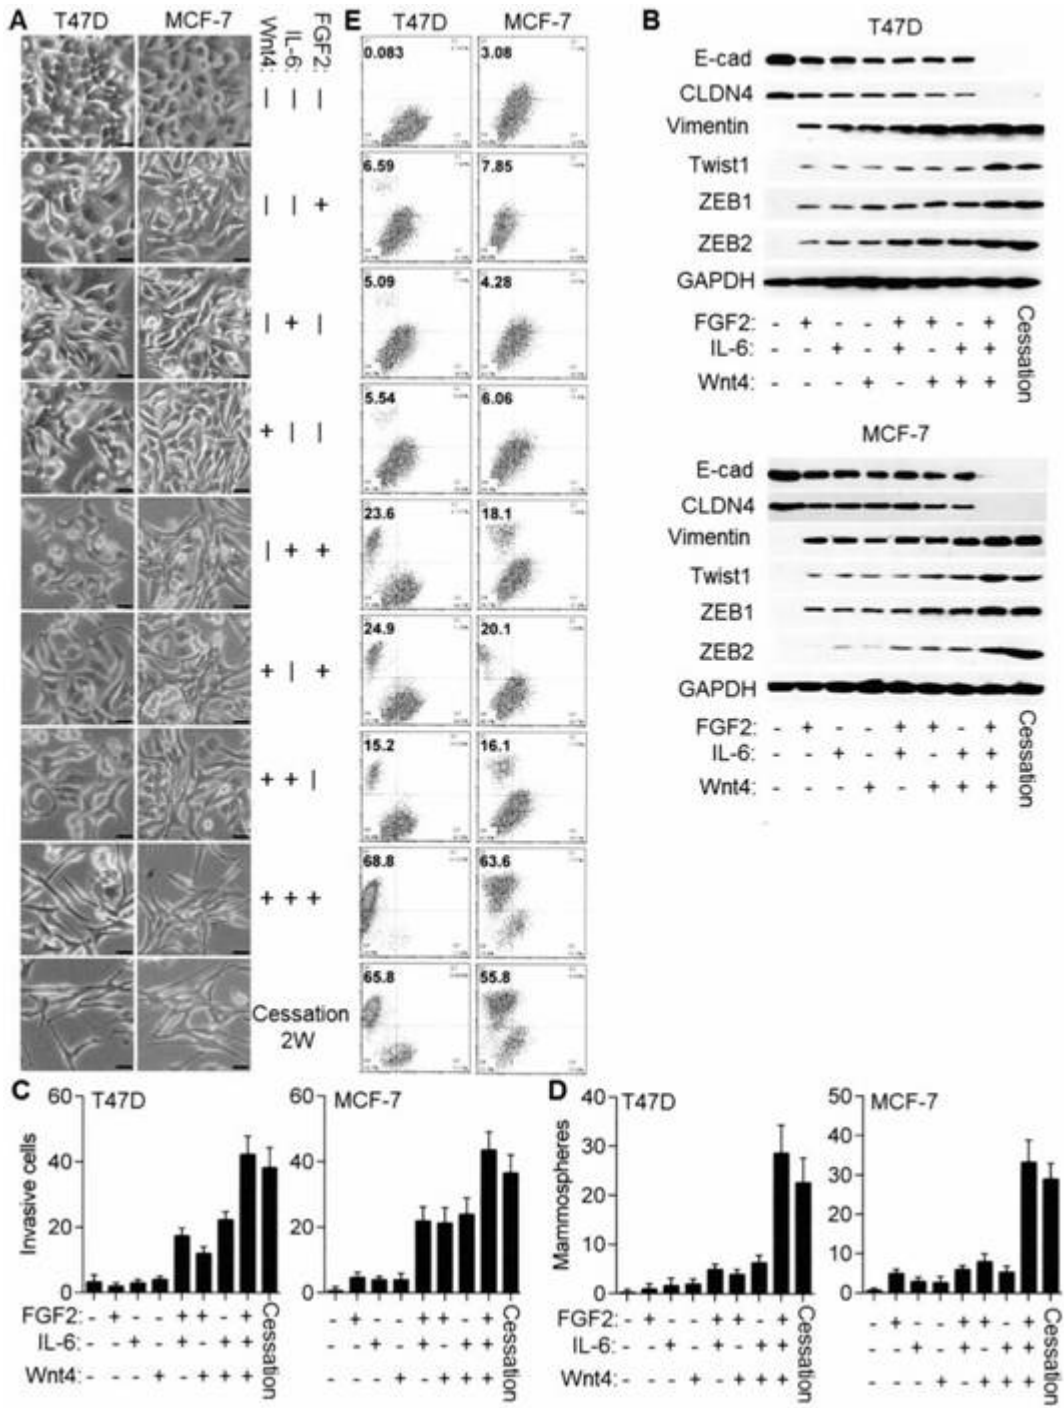 A
T47D MCF-7
Wnt4:
IL-6:
FGF2:
| | |
| | +
| + |
+ | |
| + +
+ | +
+ + |
+ + +
Cessation
2W
E
T47D MCF-7
0.083 3.08
6.59 7.85
5.09 4.28
5.54 6.06
23.6 18.1
24.9 20.1
15.2 16.1
68.8 63.6
65.8 55.8
B
T47D
E-cad
CLDN4
Vimentin
Twist1
ZEB1
ZEB2
GAPDH
FGF2: - + - - + + - +
IL-6: - - + - + - + +
Wnt4: - - - + - + + +
Cessation
MCF-7
E-cad
CLDN4
Vimentin
Twist1
ZEB1
ZEB2
GAPDH
FGF2: - + - - + + - +
IL-6: - - + - + - + +
Wnt4: - - - + - + + +
Cessation
C
T47D
Invasive cells
60
40
20
0
FGF2: - + - - + + - +
IL-6: - - + - + - + +
Wnt4: - - - + - + + +
Cessation
MCF-7
60
40
20
0
- + - - + + - +
- - + - + - + +
- - - + - + + +
Cessation
D
T47D
Mammospheres
40
30
20
10
0
FGF2: - + - - + + - +
IL-6: - - + - + - + +
Wnt4: - - - + - + + +
Cessation
MCF-7
50
40
30
20
10
0
- + - - + + - +
- - + - + - + +
- - - + - + + +
Cessation